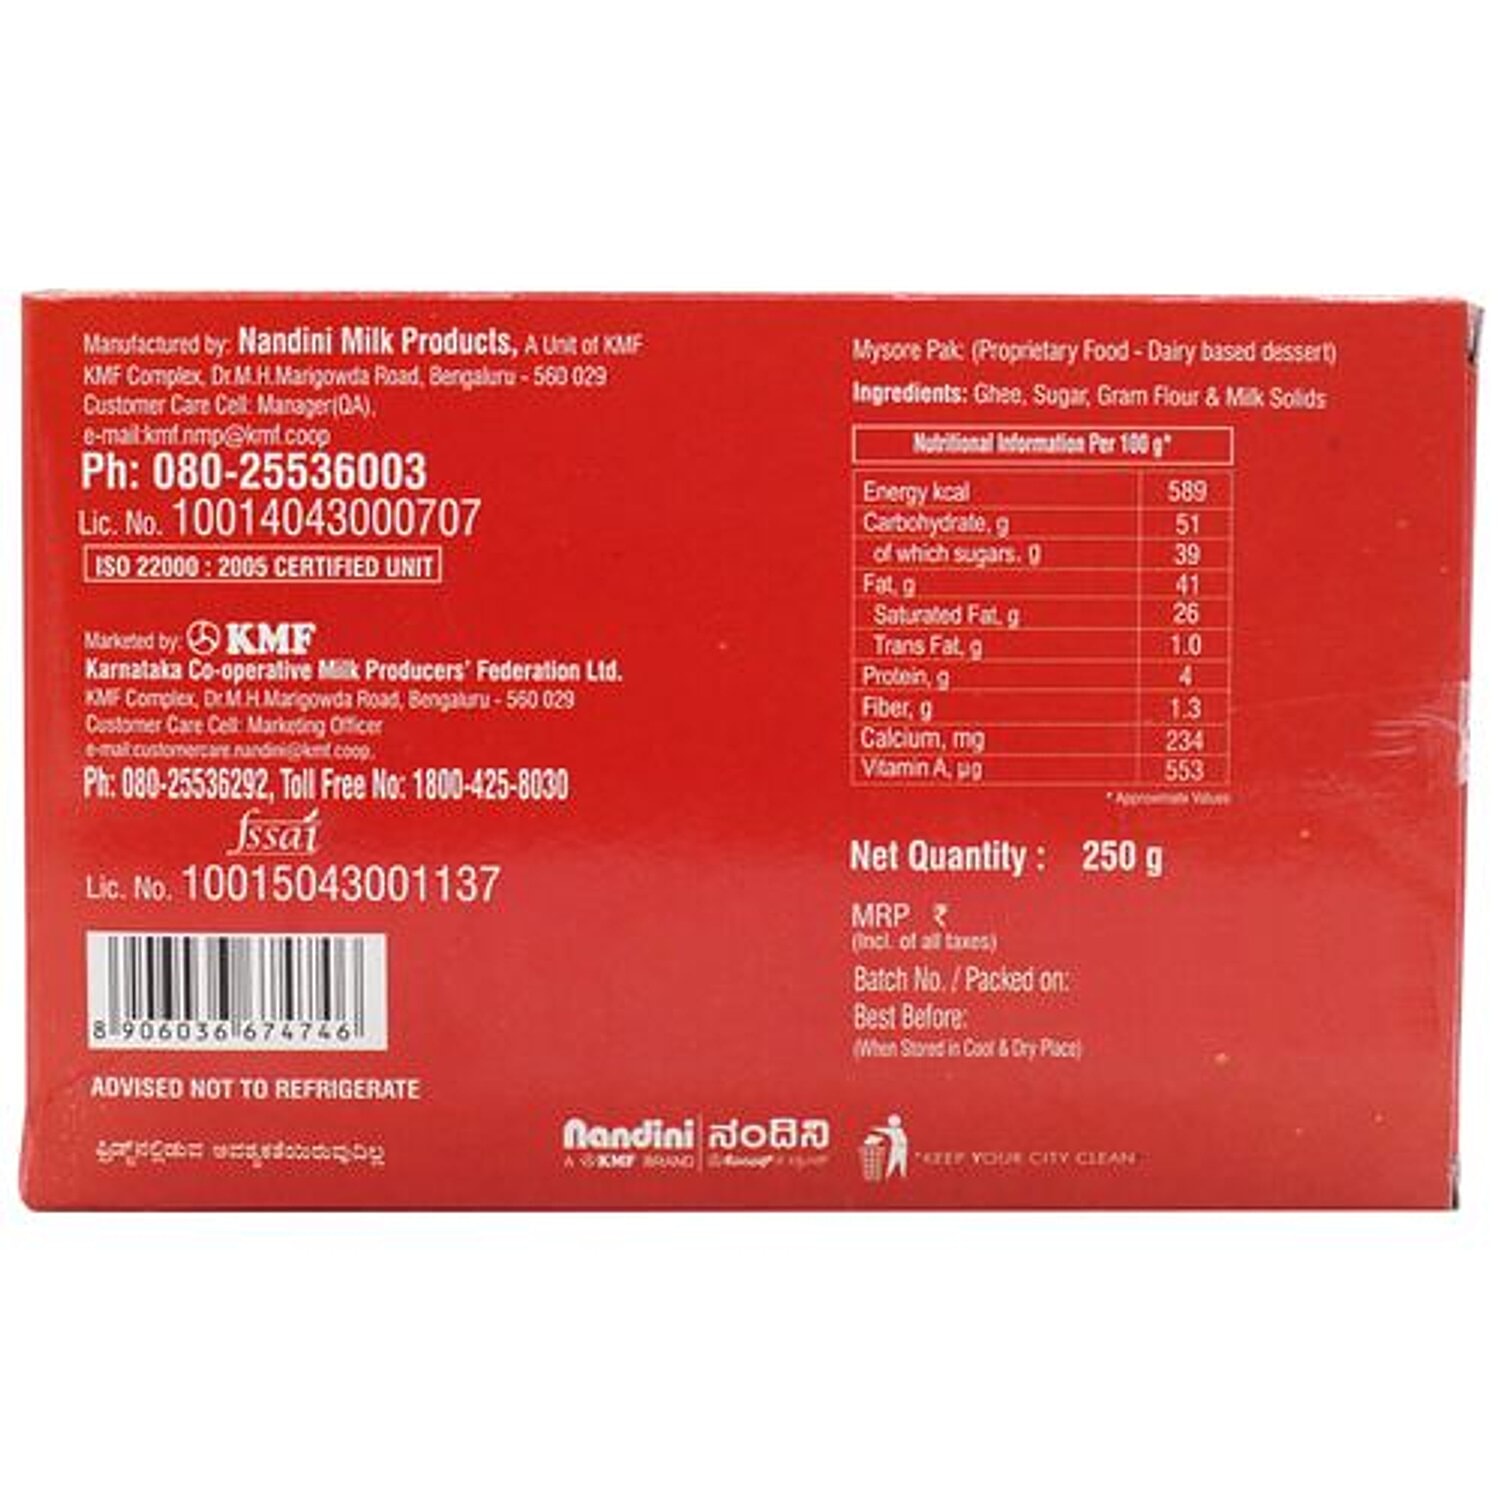 Manufactured by: Nandini Milk Products, A Unit of KMF
KMF Complex, Dr.M.H.Marigowda Road, Bengaluru - 560 029
Customer Care Cell: Manager(QA).
e-mail:kmf.nmp@kmf.coop
Ph: 080-25536003
Lic. No. 10014043000707
ISO 22000 : 2005 CERTIFIED UNIT
Marketed by: KMF
Karnataka Co-operative Milk Producers' Federation Ltd.
KMF Complex, Dr.M.H.Marigowda Road, Bengaluru - 560 029
Customer Care Cell: Marketing Officer
e-mail:customercare.nandini@kmf.coop.
Ph: 080-25536292, Toll Free No: 1800-425-8030
fssai
Lic. No. 10015043001137
8 906036 674746
ADVISED NOT TO REFRIGERATE
ಫ್ರಿಡ್ಜ್‌ನಲ್ಲಿಡುವ ಅವಶ್ಯಕತೆಯಿರುವುದಿಲ್ಲ
Mysore Pak: (Proprietary Food - Dairy based dessert)
Ingredients: Ghee, Sugar, Gram Flour & Milk Solids
Nutritional Information Per 100 g*
Energy kcal 589
Carbohydrate, g 51
of which sugars. g 39
Fat, g 41
Saturated Fat, g 26
Trans Fat, g 1.0
Protein, g 4
Fiber, g 1.3
Calcium, mg 234
Vitamin A, µg 553
* Approximate Values
Net Quantity : 250 g
MRP ₹
(Incl. of all taxes)
Batch No. / Packed on:
Best Before:
(When Stored in Cool & Dry Place)
Nandini ನಂದಿನಿ
A KMF BRAND
"KEEP YOUR CITY CLEAN